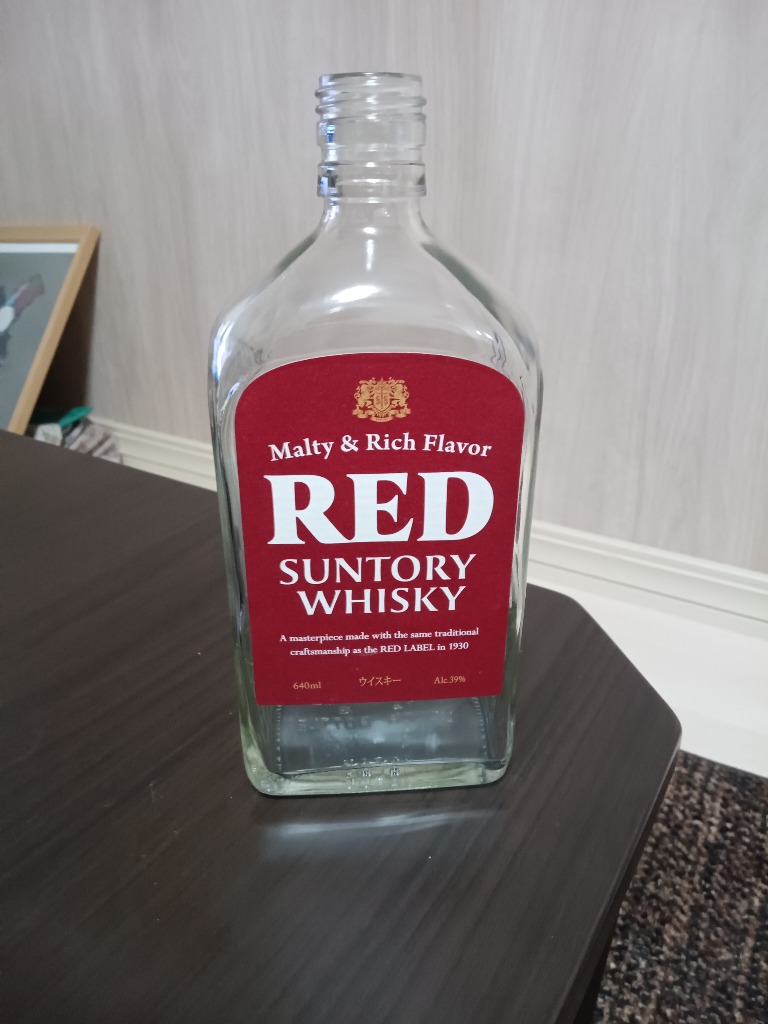 Malty & Rich Flavor
RED
SUNTORY
WHISKY
A masterpiece made with the same traditional
craftsmanship as the RED LABEL in 1930
640ml ウイスキー Alc.39%